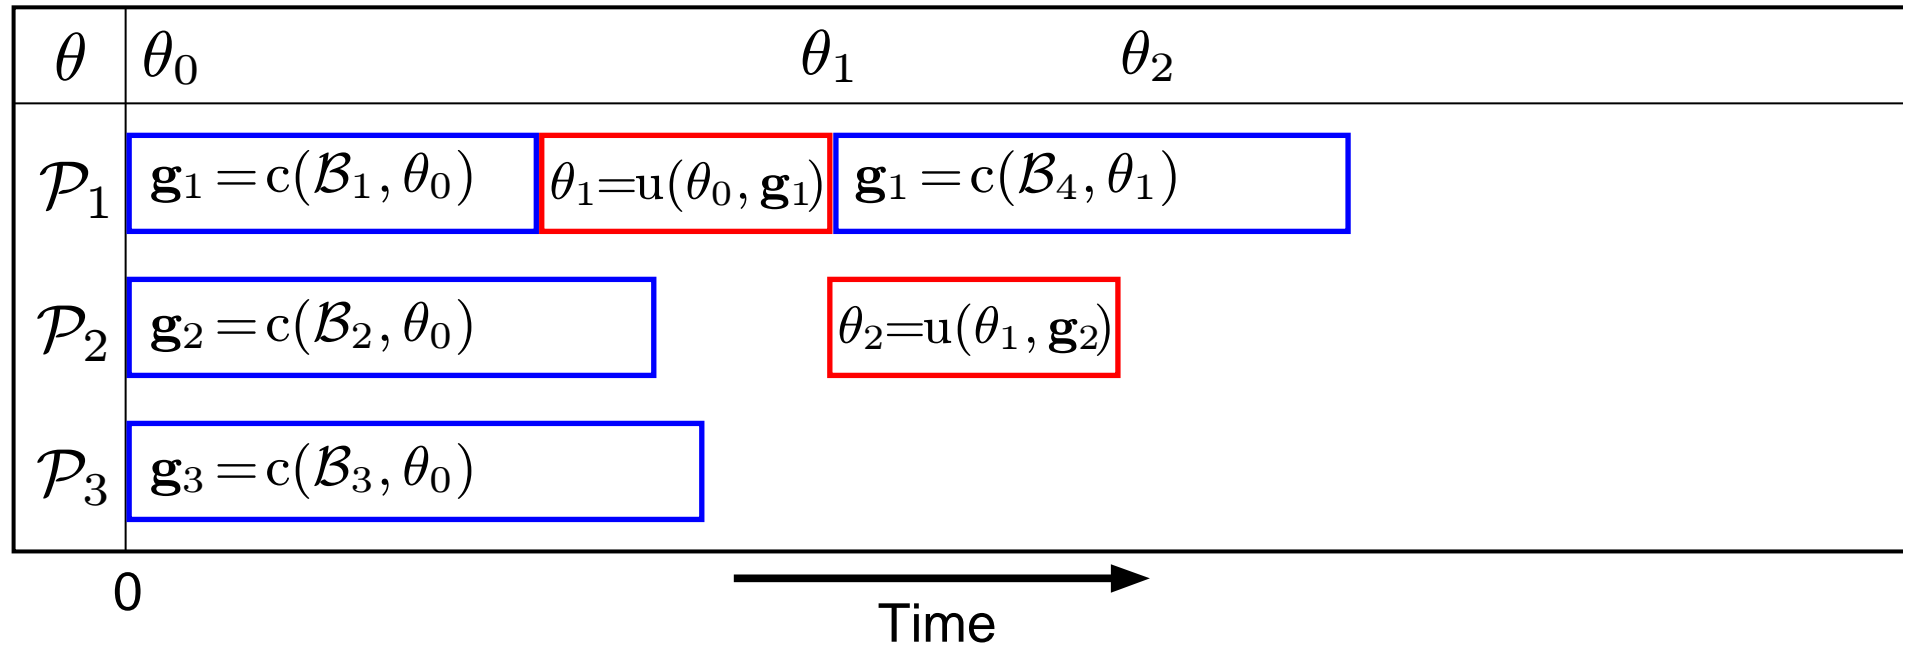 θ θ₀ θ₁ θ₂
𝒫₁ g₁ = c(ℬ₁, θ₀) θ₁=u(θ₀, g₁) g₁ = c(ℬ₄, θ₁)
𝒫₂ g₂ = c(ℬ₂, θ₀) θ₂=u(θ₁, g₂)
𝒫₃ g₃ = c(ℬ₃, θ₀)
0
Time